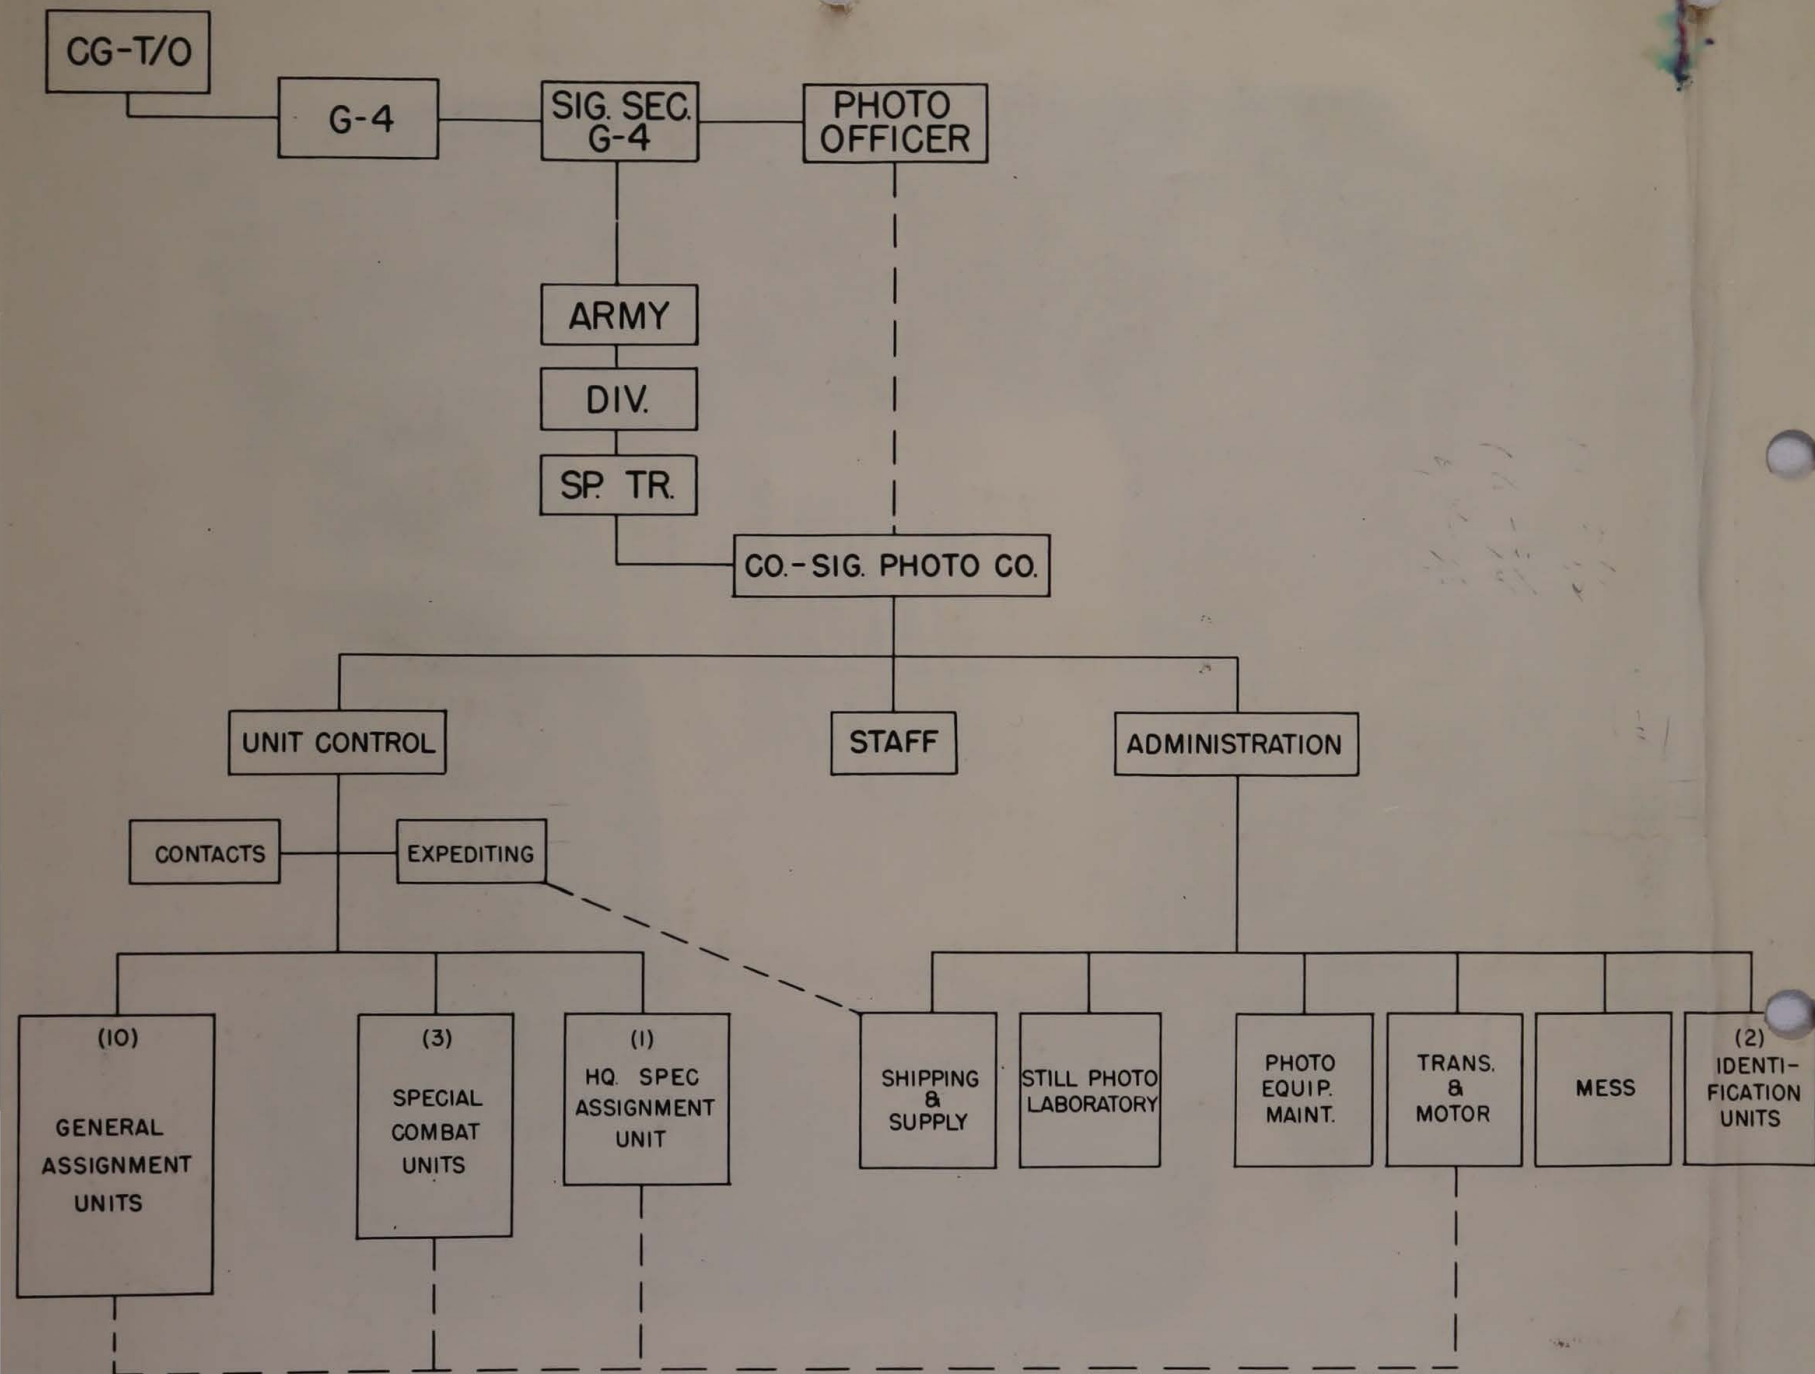 CG-T/O
G-4
SIG. SEC.
G-4
PHOTO
OFFICER
ARMY
DIV.
SP. TR.
CO.-SIG. PHOTO CO.
UNIT CONTROL
STAFF
ADMINISTRATION
CONTACTS
EXPEDITING
(10)
GENERAL
ASSIGNMENT
UNITS
(3)
SPECIAL
COMBAT
UNITS
(1)
HQ. SPEC
ASSIGNMENT
UNIT
SHIPPING
&
SUPPLY
STILL PHOTO
LABORATORY
PHOTO
EQUIP.
MAINT.
TRANS.
&
MOTOR
MESS
(2)
IDENTI-
FICATION
UNITS